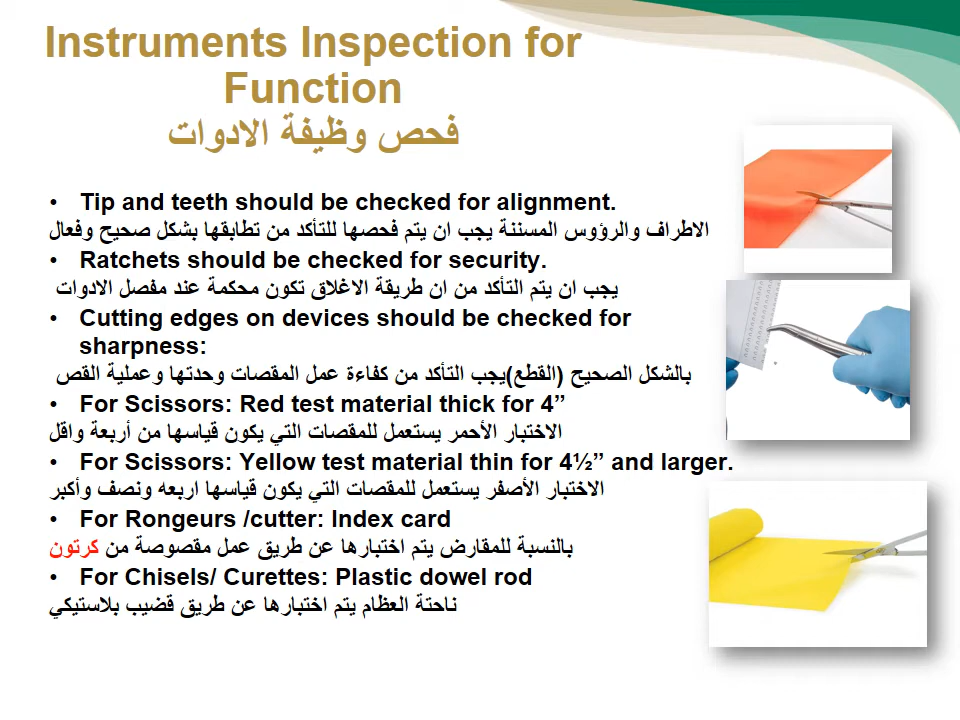 Instruments Inspection for
Function
فحص وظيفة الادوات
• Tip and teeth should be checked for alignment.
الاطراف والرؤوس المسننة يجب ان يتم فحصها للتأكد من تطابقها بشكل صحيح وفعال
• Ratchets should be checked for security.
يجب ان يتم التأكد من ان طريقة الاغلاق تكون محكمة عند مفصل الادوات
• Cutting edges on devices should be checked for
sharpness:
بالشكل الصحيح (القطع)يجب التأكد من كفاءة عمل المقصات وحدتها وعملية القص
• For Scissors: Red test material thick for 4”
الاختبار الأحمر يستعمل للمقصات التي يكون قياسها من أربعة واقل
• For Scissors: Yellow test material thin for 4½” and larger.
الاختبار الأصفر يستعمل للمقصات التي يكون قياسها اربعه ونصف وأكبر
• For Rongeurs /cutter: Index card
بالنسبة للمقارض يتم اختبارها عن طريق عمل مقصوصة من كرتون
• For Chisels/ Curettes: Plastic dowel rod
ناحتة العظام يتم اختبارها عن طريق قضيب بلاستيكي